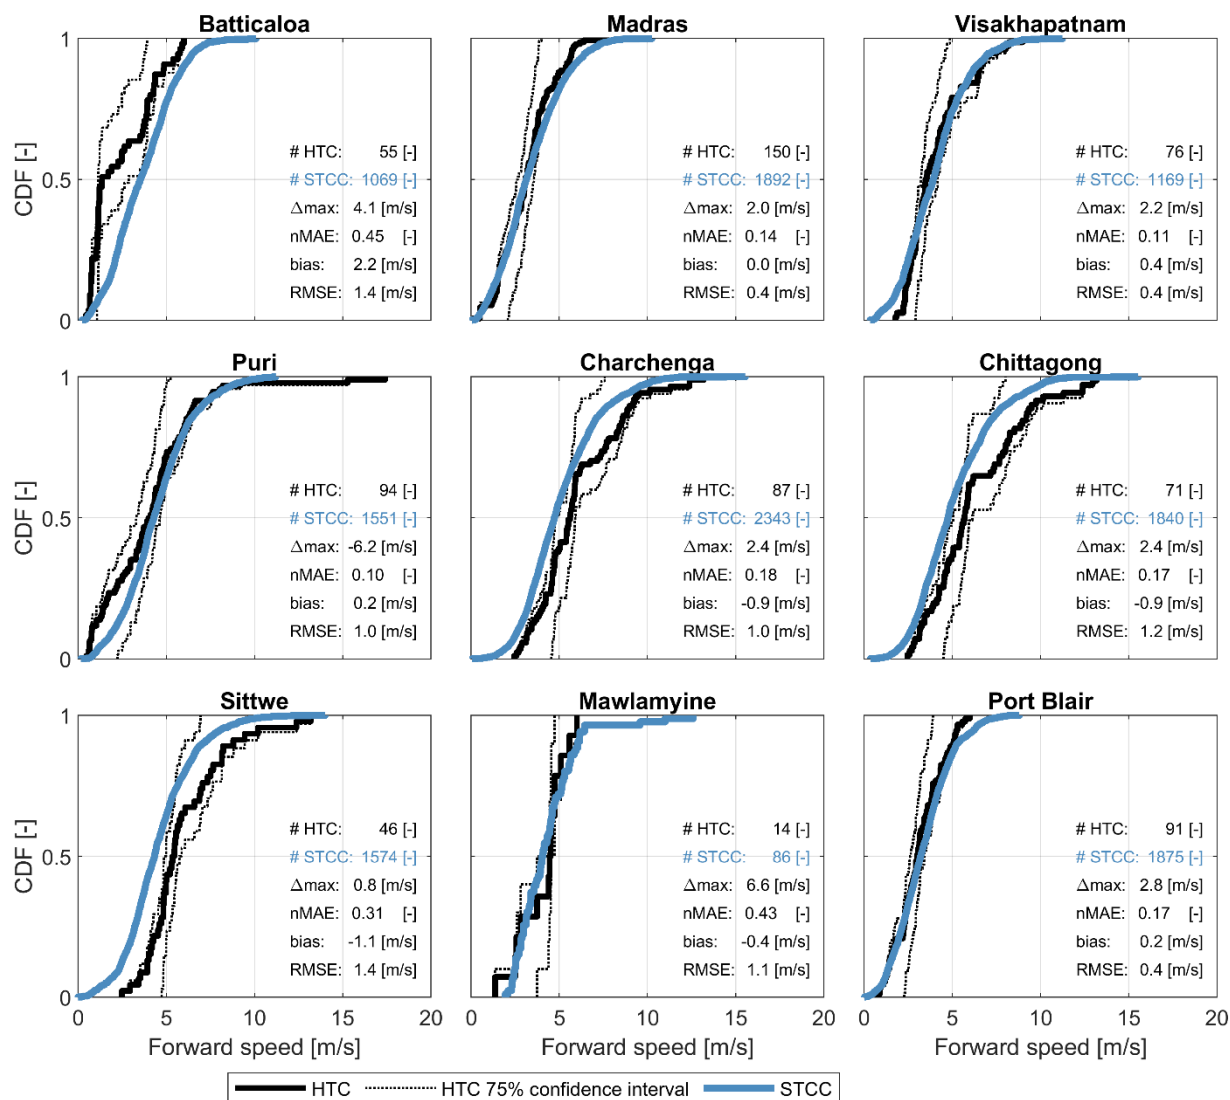 Batticaloa
1
0.5
0
CDF [-]
# HTC: 55 [-]
# STCC: 1069 [-]
Δmax: 4.1 [m/s]
nMAE: 0.45 [-]
bias: 2.2 [m/s]
RMSE: 1.4 [m/s]
Madras
# HTC: 150 [-]
# STCC: 1892 [-]
Δmax: 2.0 [m/s]
nMAE: 0.14 [-]
bias: 0.0 [m/s]
RMSE: 0.4 [m/s]
Visakhapatnam
# HTC: 76 [-]
# STCC: 1169 [-]
Δmax: 2.2 [m/s]
nMAE: 0.11 [-]
bias: 0.4 [m/s]
RMSE: 0.4 [m/s]
Puri
1
0.5
0
CDF [-]
# HTC: 94 [-]
# STCC: 1551 [-]
Δmax: -6.2 [m/s]
nMAE: 0.10 [-]
bias: 0.2 [m/s]
RMSE: 1.0 [m/s]
Charchenga
# HTC: 87 [-]
# STCC: 2343 [-]
Δmax: 2.4 [m/s]
nMAE: 0.18 [-]
bias: -0.9 [m/s]
RMSE: 1.0 [m/s]
Chittagong
# HTC: 71 [-]
# STCC: 1840 [-]
Δmax: 2.4 [m/s]
nMAE: 0.17 [-]
bias: -0.9 [m/s]
RMSE: 1.2 [m/s]
Sittwe
1
0.5
0
CDF [-]
# HTC: 46 [-]
# STCC: 1574 [-]
Δmax: 0.8 [m/s]
nMAE: 0.31 [-]
bias: -1.1 [m/s]
RMSE: 1.4 [m/s]
0 5 10 15 20
Forward speed [m/s]
Mawlamyine
# HTC: 14 [-]
# STCC: 86 [-]
Δmax: 6.6 [m/s]
nMAE: 0.43 [-]
bias: -0.4 [m/s]
RMSE: 1.1 [m/s]
0 5 10 15 20
Forward speed [m/s]
Port Blair
# HTC: 91 [-]
# STCC: 1875 [-]
Δmax: 2.8 [m/s]
nMAE: 0.17 [-]
bias: 0.2 [m/s]
RMSE: 0.4 [m/s]
0 5 10 15 20
Forward speed [m/s]
HTC HTC 75% confidence interval STCC